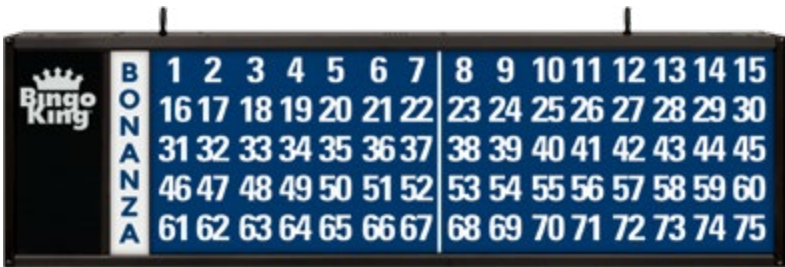 Bingo
King
BONANZA
1 2 3 4 5 6 7 8 9 10 11 12 13 14 15
16 17 18 19 20 21 22 23 24 25 26 27 28 29 30
31 32 33 34 35 36 37 38 39 40 41 42 43 44 45
46 47 48 49 50 51 52 53 54 55 56 57 58 59 60
61 62 63 64 65 66 67 68 69 70 71 72 73 74 75